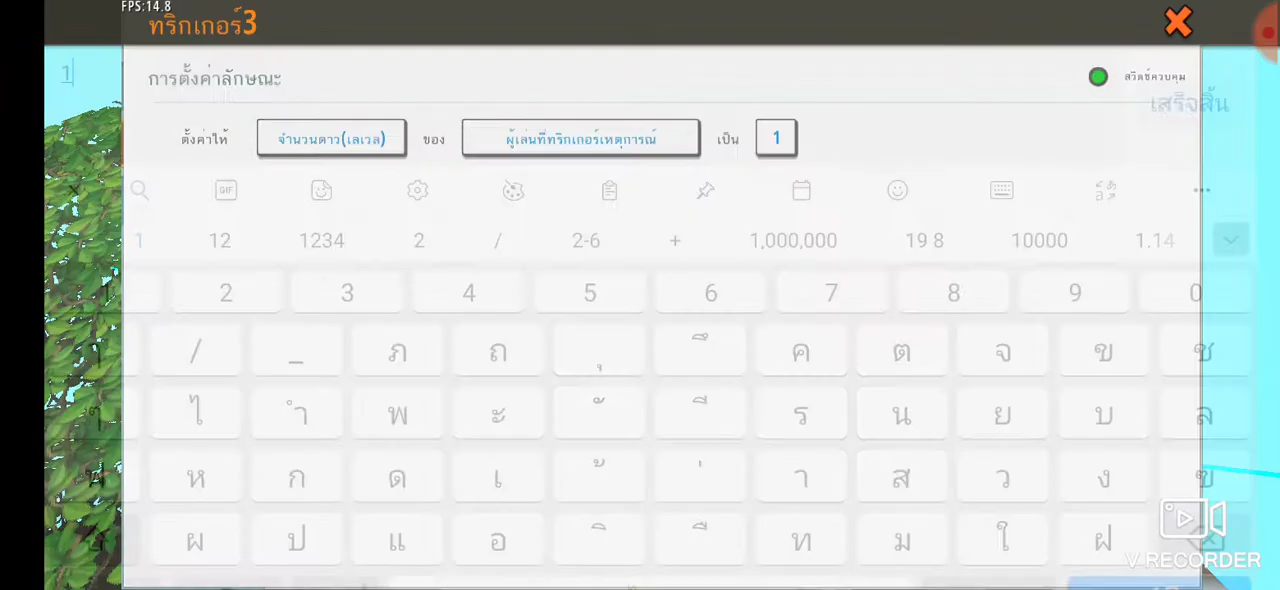 FPS:14.8
ทริกเกอร์3
1
การตั้งค่าลักษณะ
สวิตช์ควบคุม
เสร็จสิ้น
ตั้งค่าให้ จำนวนดาว(เลเวล) ของ ผู้เล่นที่ทริกเกอร์เหตุการณ์ เป็น 1
GIF
1 12 1234 2 / 2-6 + 1,000,000 19 8 10000 1.14
1 2 3 4 5 6 7 8 9 0
/ _ ภ ถ ุ ึ ค ต จ ข ช
ๆ ไ ำ พ ะ ั ี ร น ย บ ล
ฟ ห ก ด เ ้ ่ า ส ว ง ฃ
ผ ป แ อ ิ ื ท ม ใ ฝ
V RECORDER